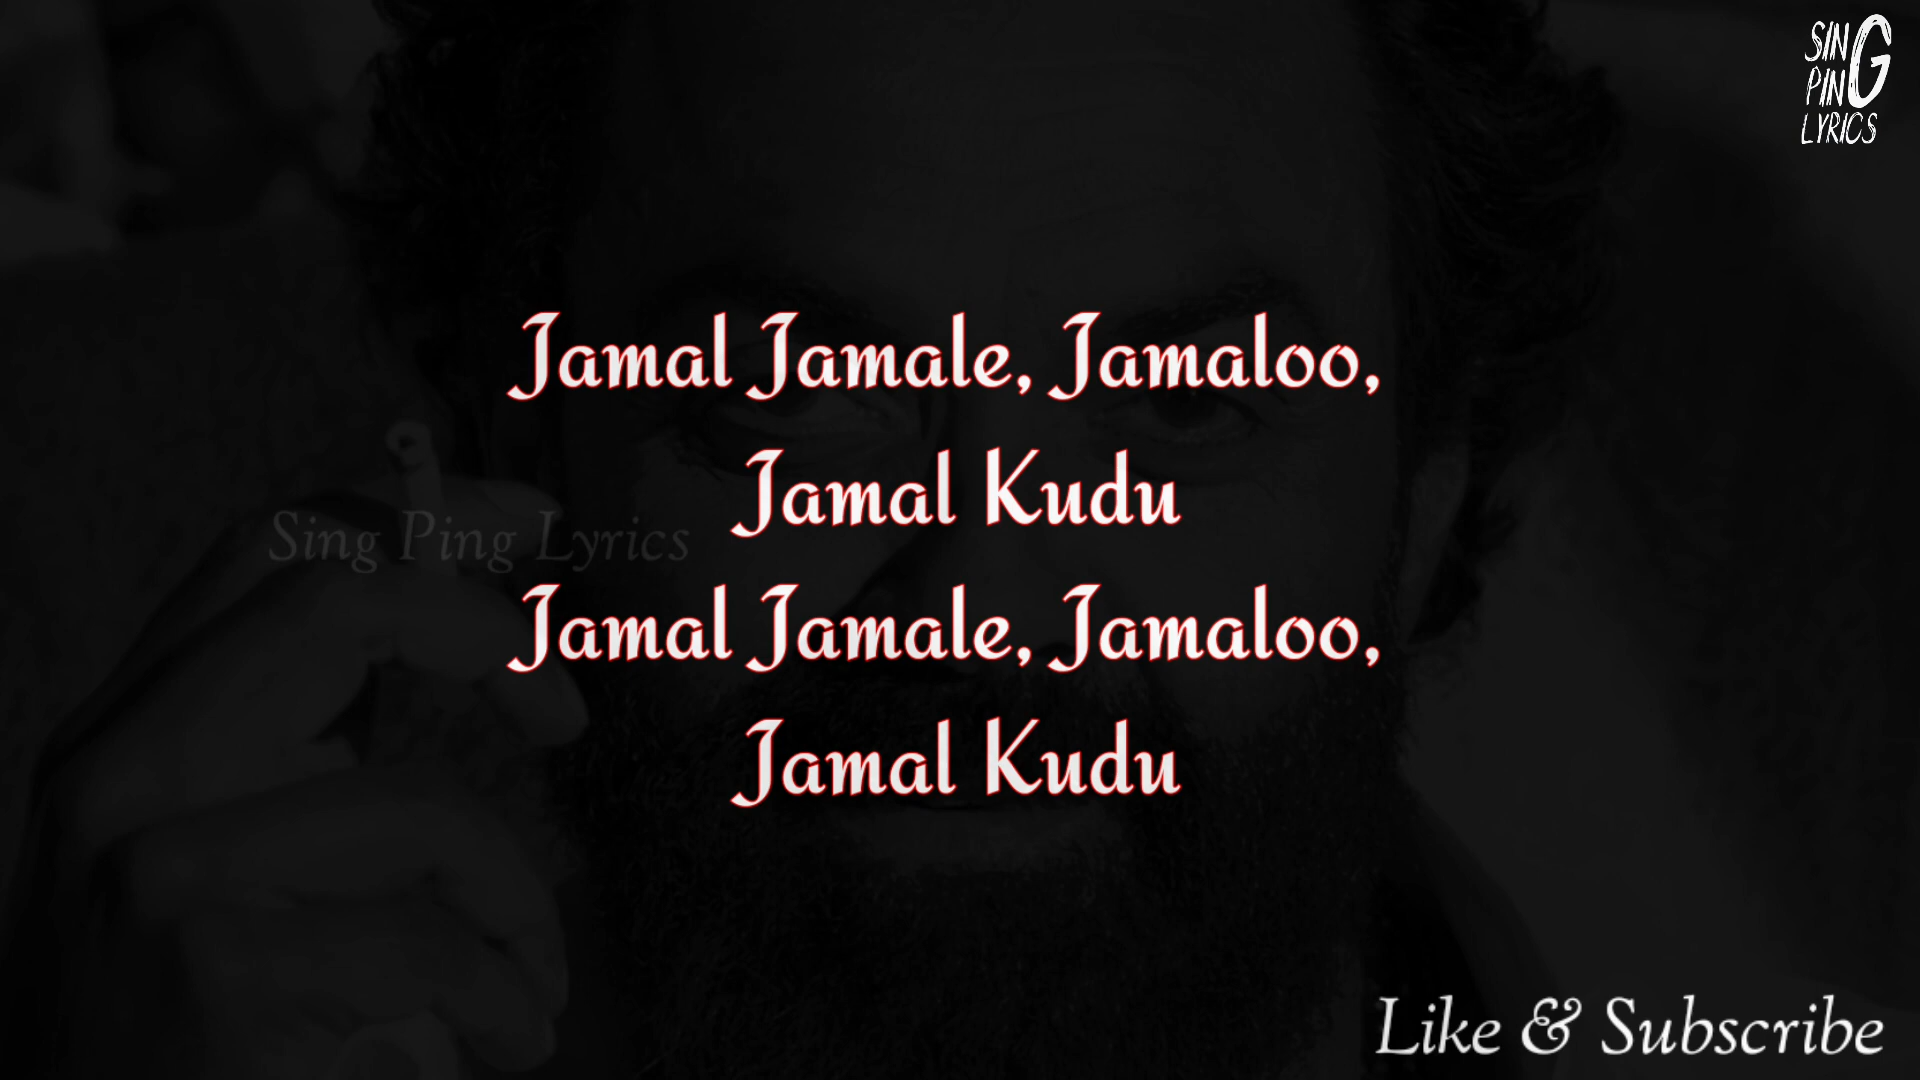 SING
PING
LYRICS
Jamal Jamale, Jamaloo,
Jamal Kudu
Sing Ping Lyrics
Jamal Jamale, Jamaloo,
Jamal Kudu
Like & Subscribe